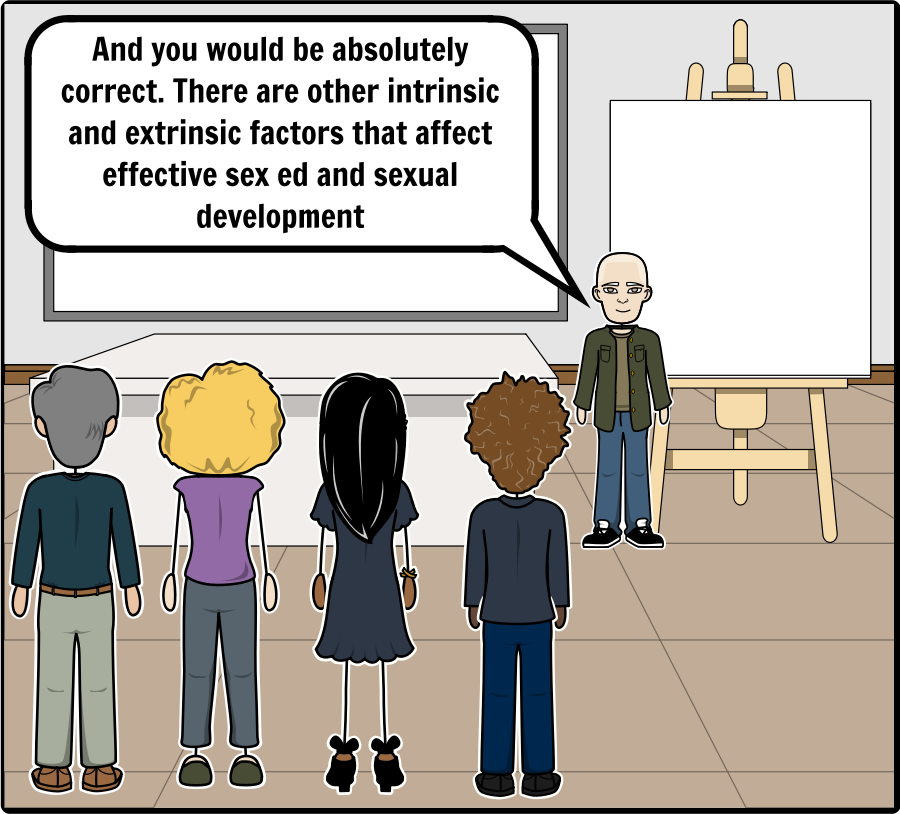 And you would be absolutely
correct. There are other intrinsic
and extrinsic factors that affect
effective sex ed and sexual
development